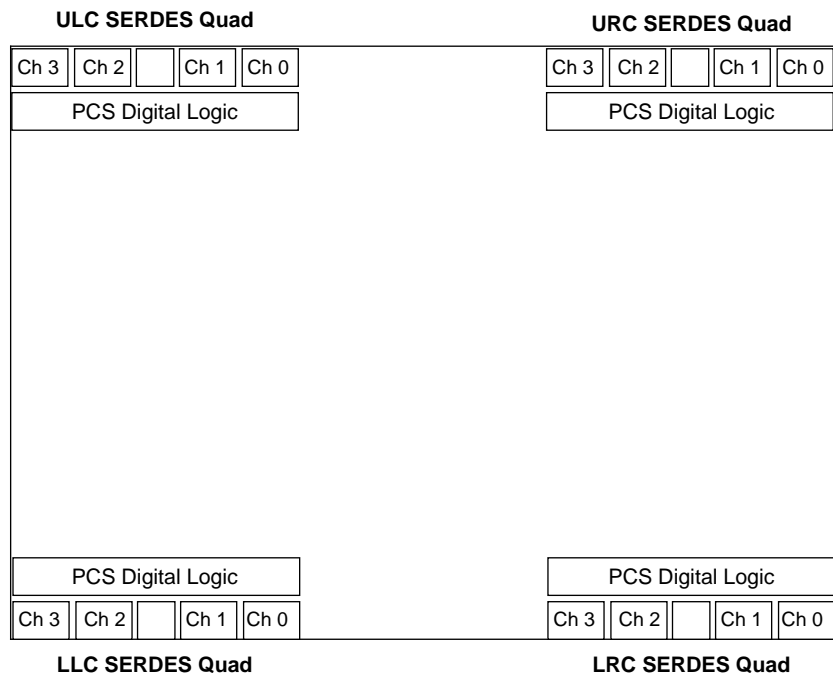 ULC SERDES Quad
URC SERDES Quad
Ch 3 Ch 2 Ch 1 Ch 0
Ch 3 Ch 2 Ch 1 Ch 0
PCS Digital Logic
PCS Digital Logic
PCS Digital Logic
PCS Digital Logic
Ch 3 Ch 2 Ch 1 Ch 0
Ch 3 Ch 2 Ch 1 Ch 0
LLC SERDES Quad
LRC SERDES Quad